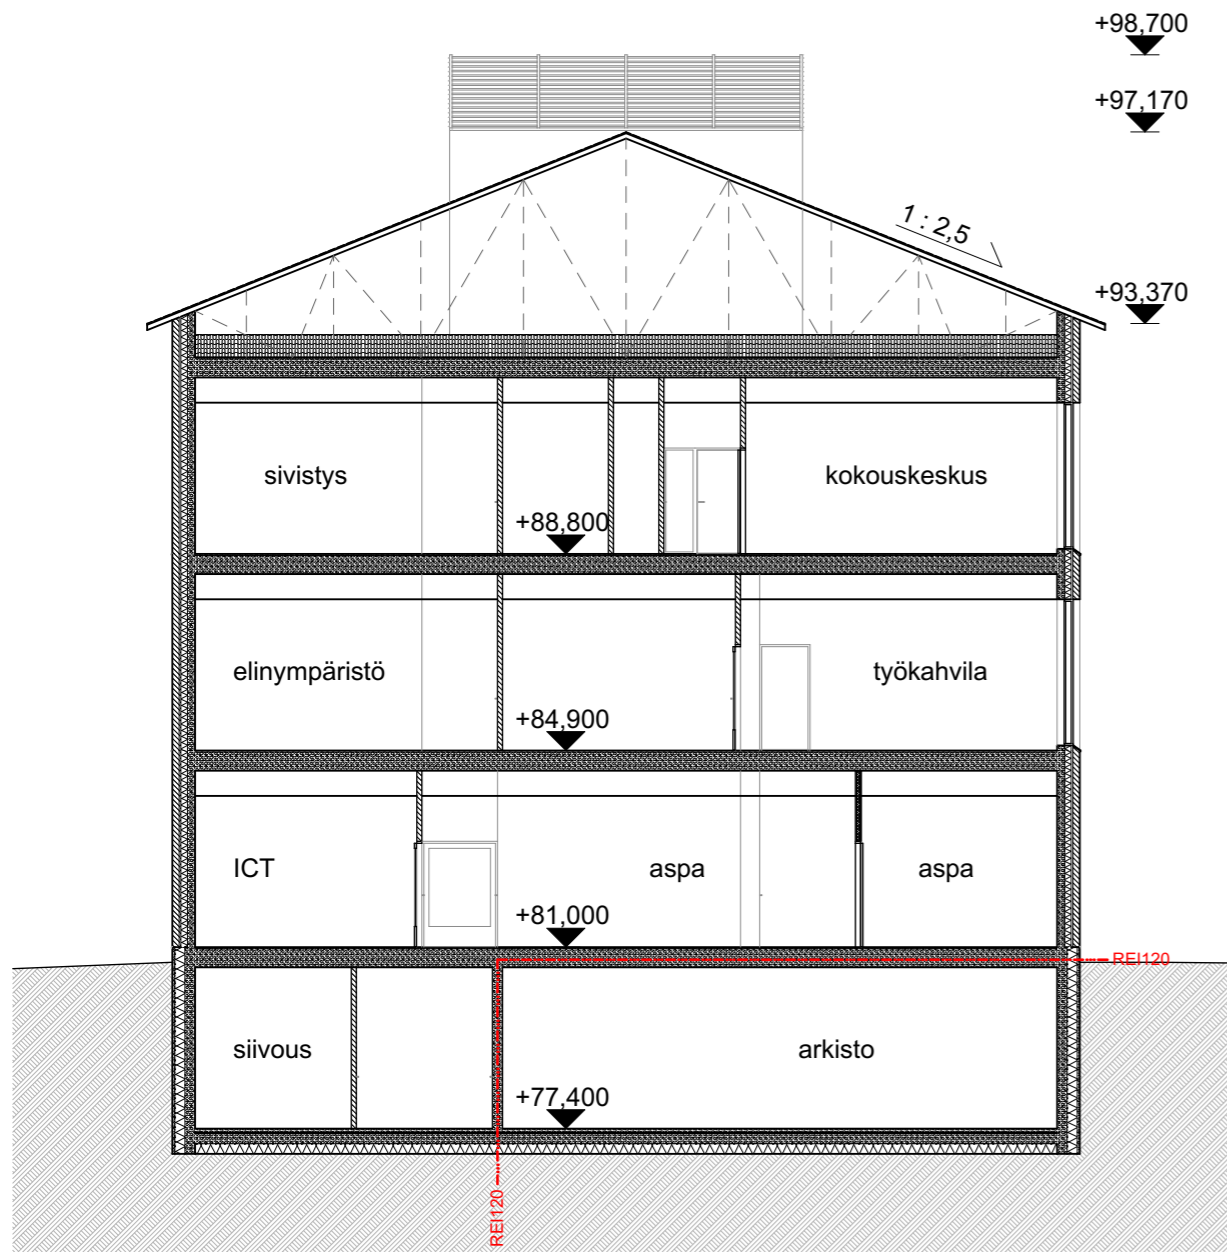 +98,700
+97,170
1 : 2,5
+93,370
sivistys
kokouskeskus
+88,800
elinympäristö
työkahvila
+84,900
ICT
aspa
aspa
+81,000
REI120
siivous
arkisto
+77,400
REI120